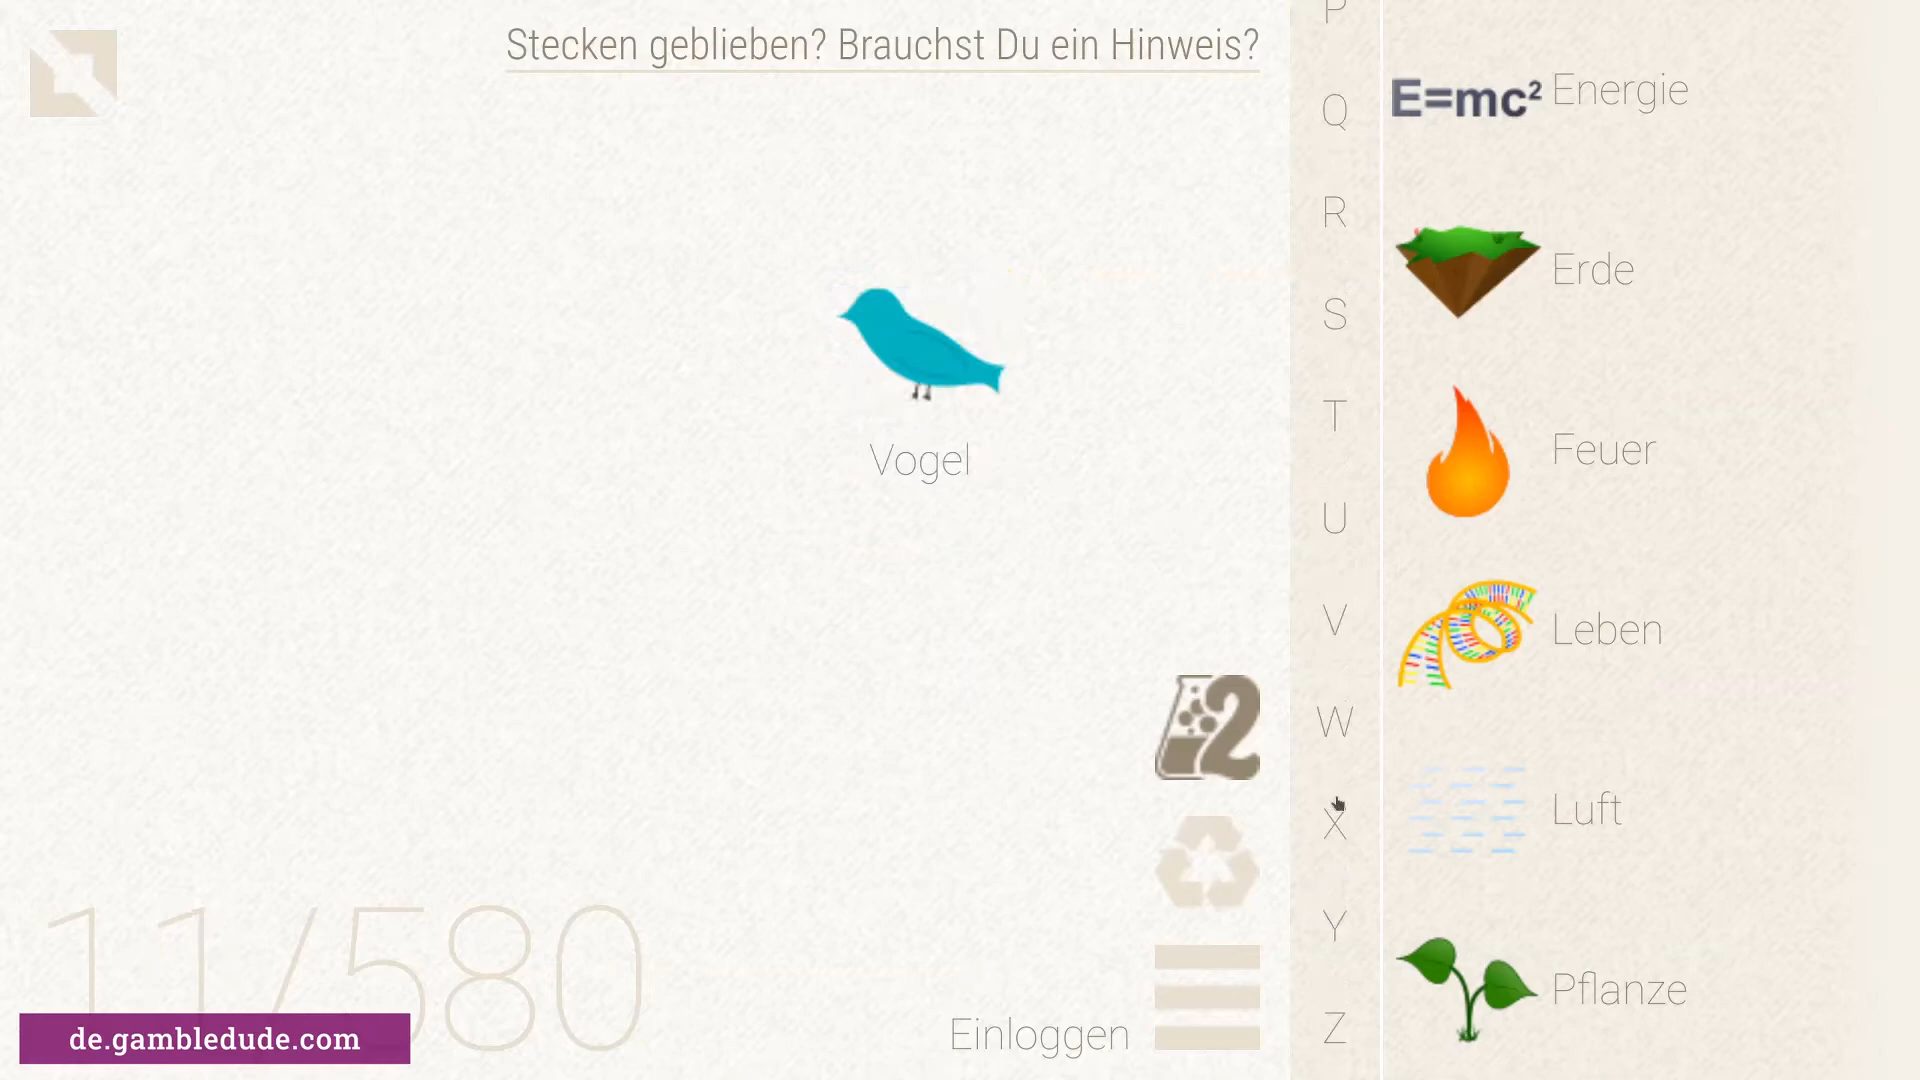 Stecken geblieben? Brauchst Du ein Hinweis?
Vogel
2
11/580
de.gambledude.com
Einloggen
P
Q
R
S
T
U
V
W
X
Y
Z
E=mc² Energie
Erde
Feuer
Leben
Luft
Pflanze